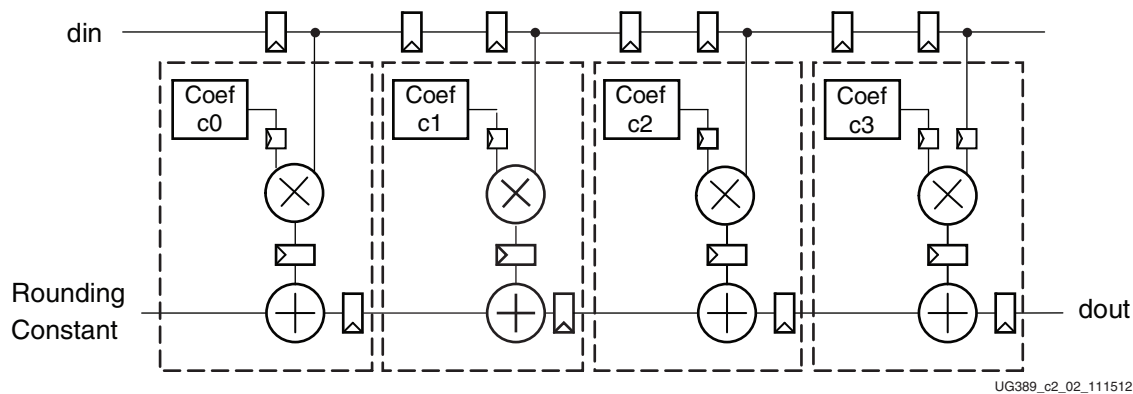 din
Coef
c0
Coef
c1
Coef
c2
Coef
c3
Rounding
Constant
dout
UG389_c2_02_111512